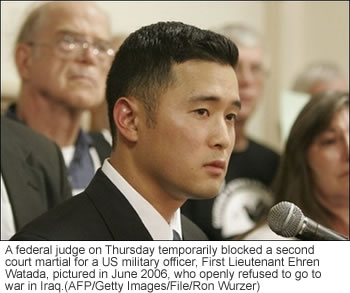 A federal judge on Thursday temporarily blocked a second
court martial for a US military officer, First Lieutenant Ehren
Watada, pictured in June 2006, who openly refused to go to
war in Iraq.(AFP/Getty Images/File/Ron Wurzer)